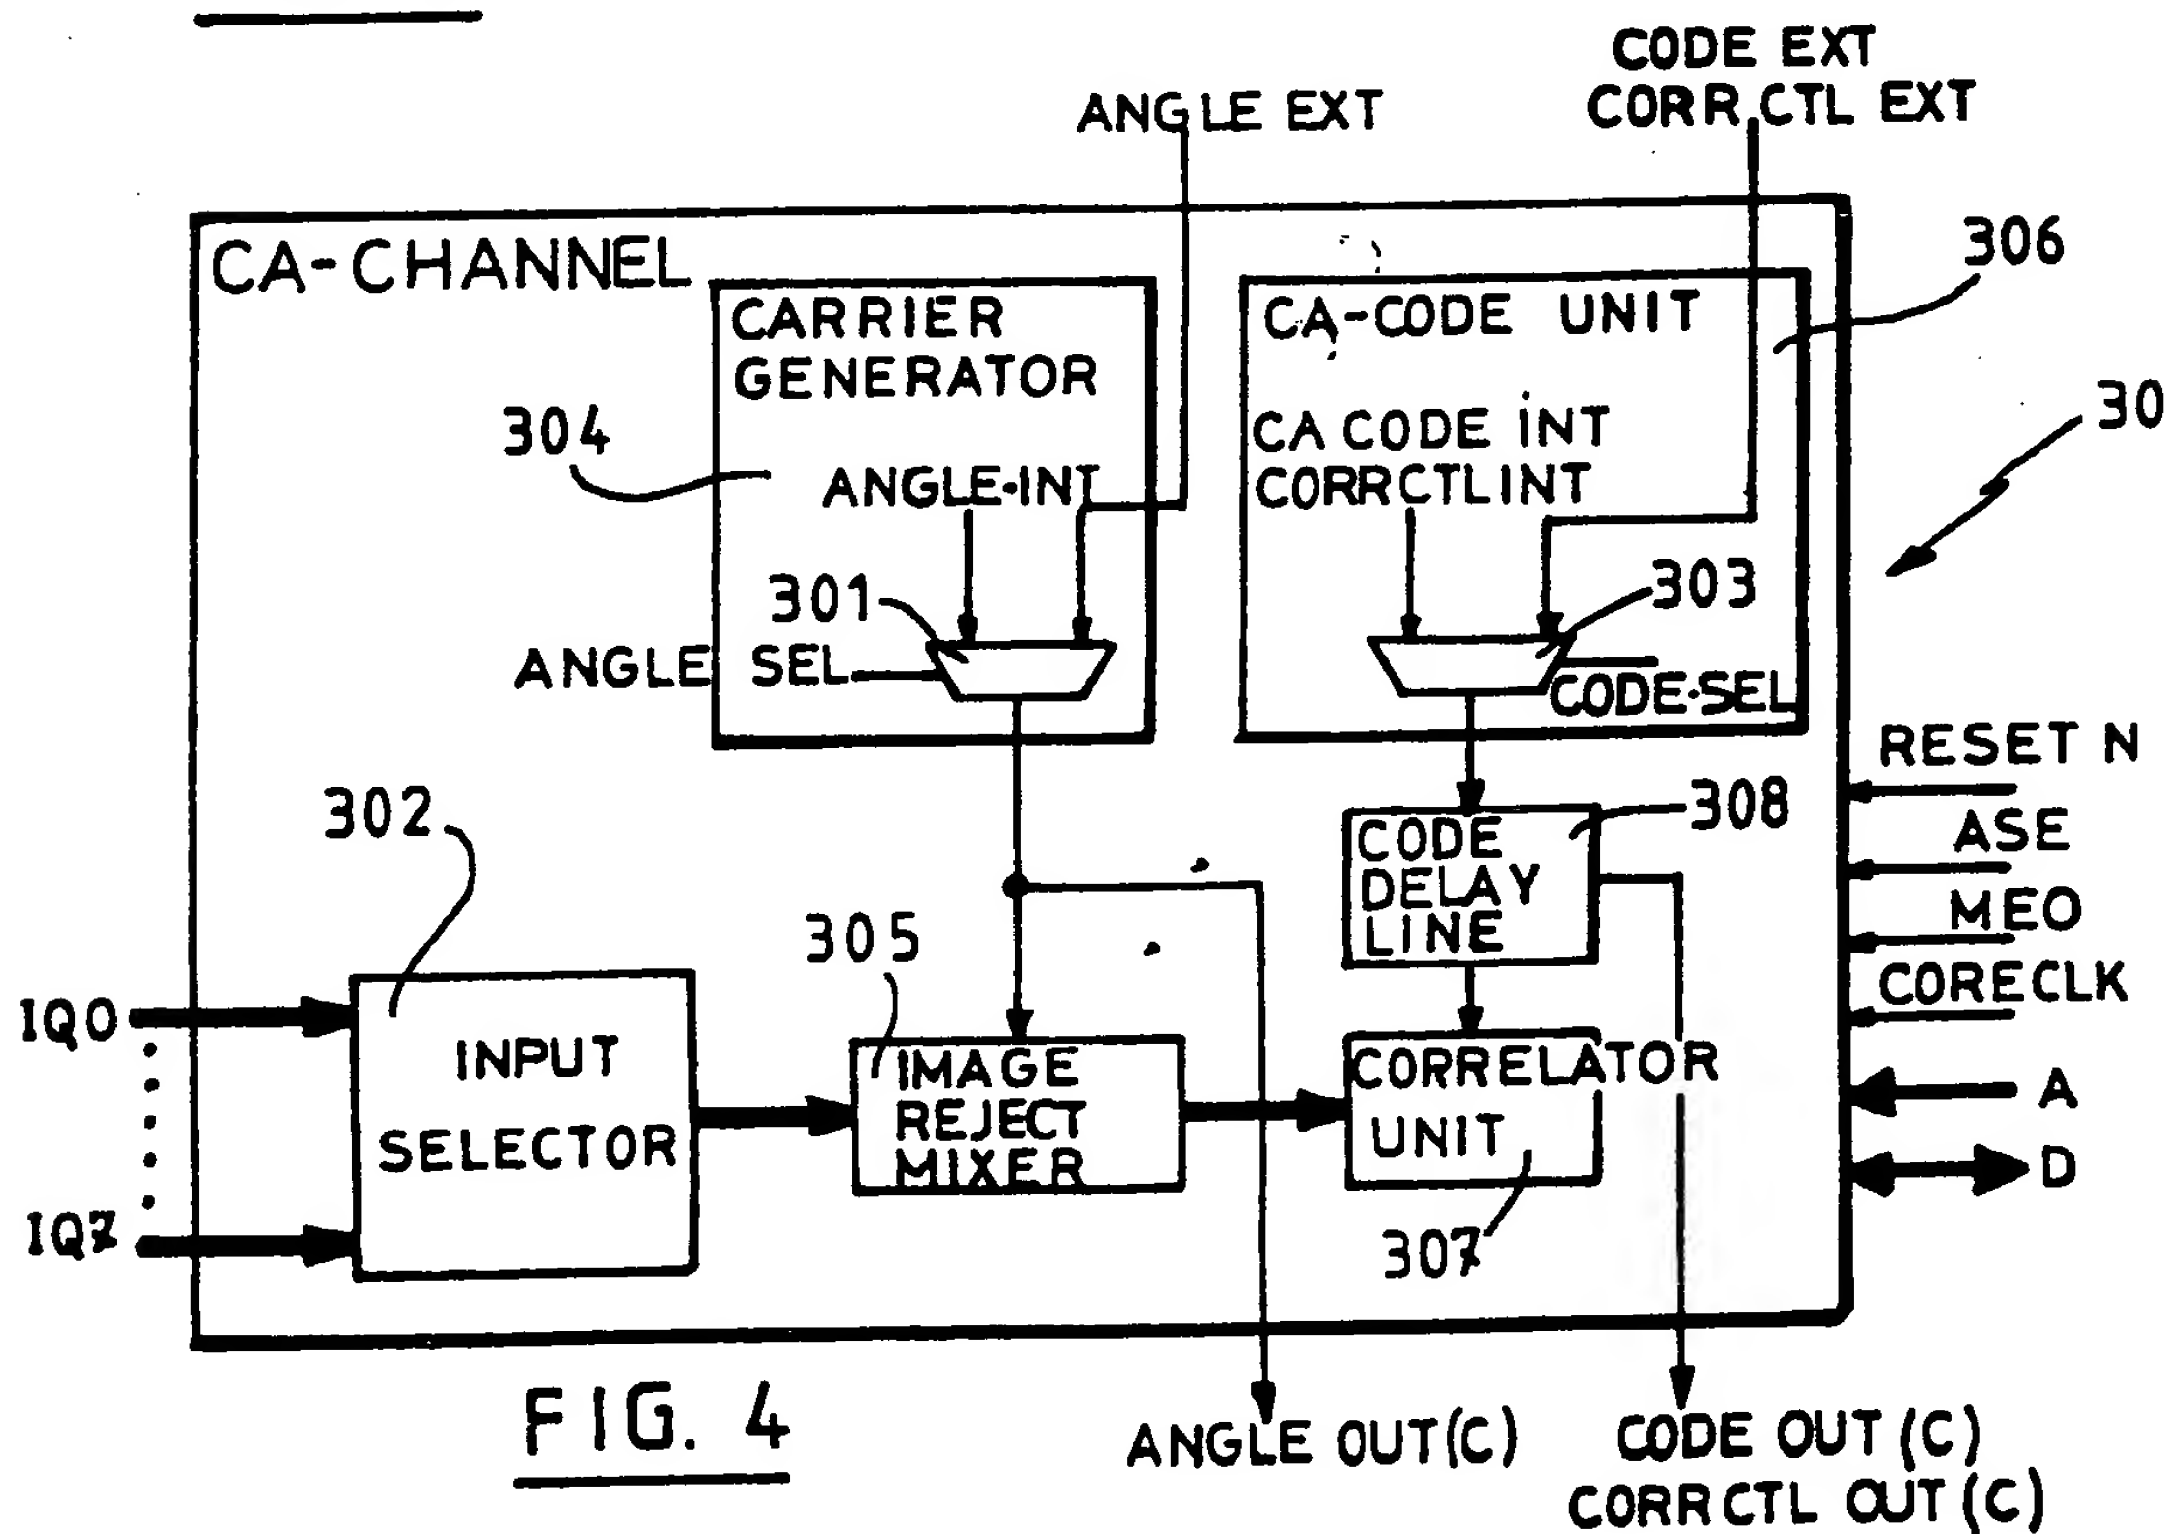 CODE EXT
CORR CTL EXT
ANGLE EXT
CA-CHANNEL
306
CARRIER
GENERATOR
CA-CODE UNIT
30
304
CA CODE INT
CORRCTLINT
ANGLE-INT
301
303
ANGLE SEL
CODE-SEL
RESET N
302
308
CODE
DELAY
LINE
ASE
305
MEO
CORECLK
IQ0
INPUT
SELECTOR
IMAGE
REJECT
MIXER
CORRELATOR
UNIT
A
D
IQ7
307
FIG. 4
ANGLE OUT(C)
CODE OUT (C)
CORR CTL OUT (C)